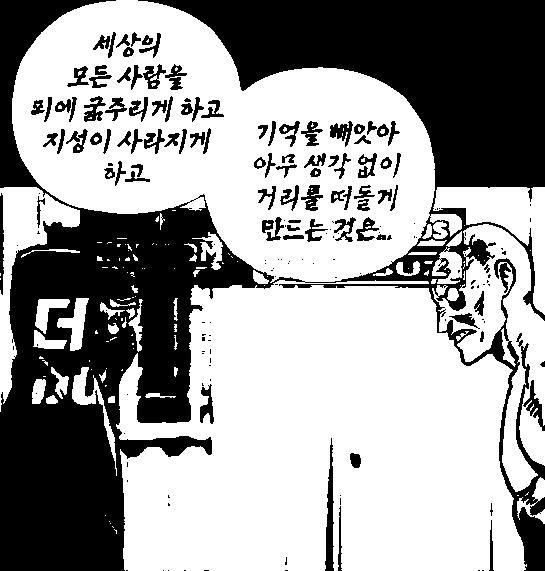 세상의
모든 사람을
피에 굶주리게 하고
지성이 사라지게
하고
기억을 빼앗아
아무 생각 없이
거리를 떠돌게
만드는 것은...
더